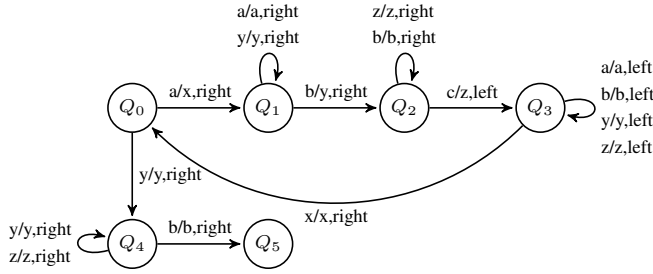 a/a,right
y/y,right
z/z,right
b/b,right
a/a,left
b/b,left
y/y,left
z/z,left
Q0
a/x,right
Q1
b/y,right
Q2
c/z,left
Q3
y/y,right
x/x,right
y/y,right
z/z,right
Q4
b/b,right
Q5